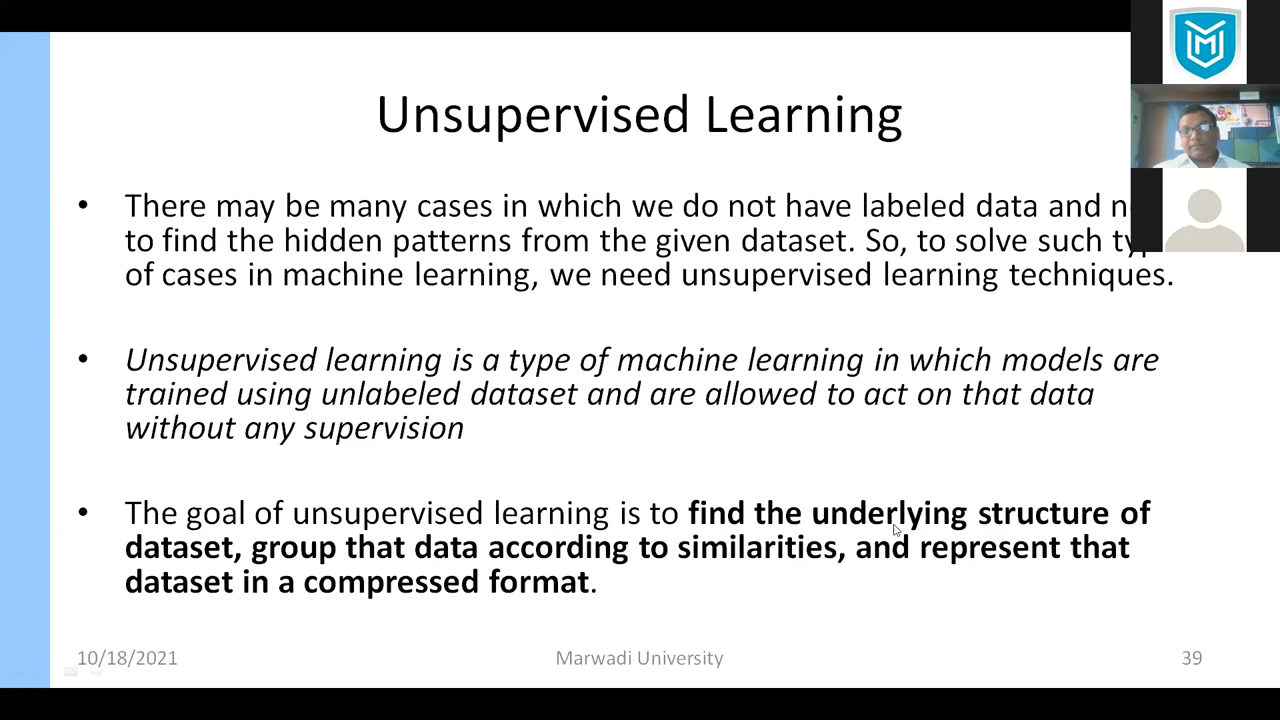 Unsupervised Learning
• There may be many cases in which we do not have labeled data and
to find the hidden patterns from the given dataset. So, to solve such
of cases in machine learning, we need unsupervised learning techniques.
• Unsupervised learning is a type of machine learning in which models are
trained using unlabeled dataset and are allowed to act on that data
without any supervision
• The goal of unsupervised learning is to find the underlying structure of
dataset, group that data according to similarities, and represent that
dataset in a compressed format.
10/18/2021
Marwadi University
39